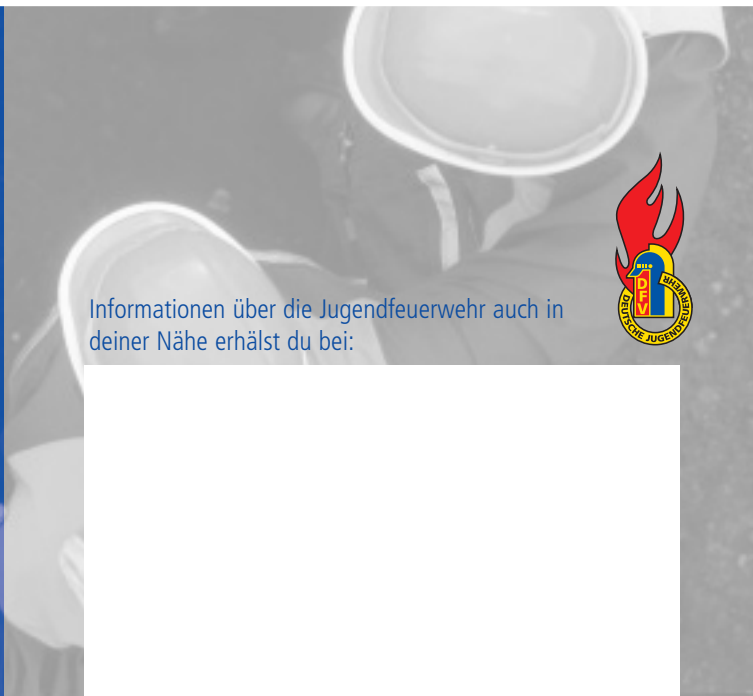 Informationen über die Jugendfeuerwehr auch in
deiner Nähe erhälst du bei:
DFV
DEUTSCHE JUGENDFEUERWEHR